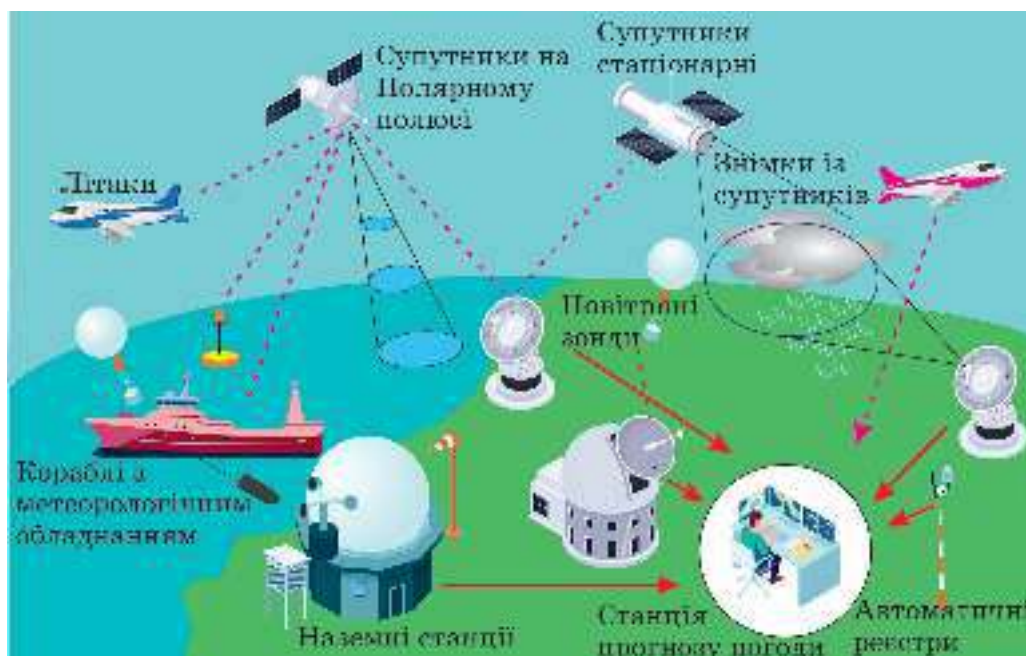 Супутники на
Полярному
полюсі
Супутники
стаціонарні
Літаки
Знімки із
супутників
Повітряні
зонди
Кораблі з
метеорологічним
обладнанням
Наземні станції
Станція
прогнозу погоди
Автоматичні
реєстри